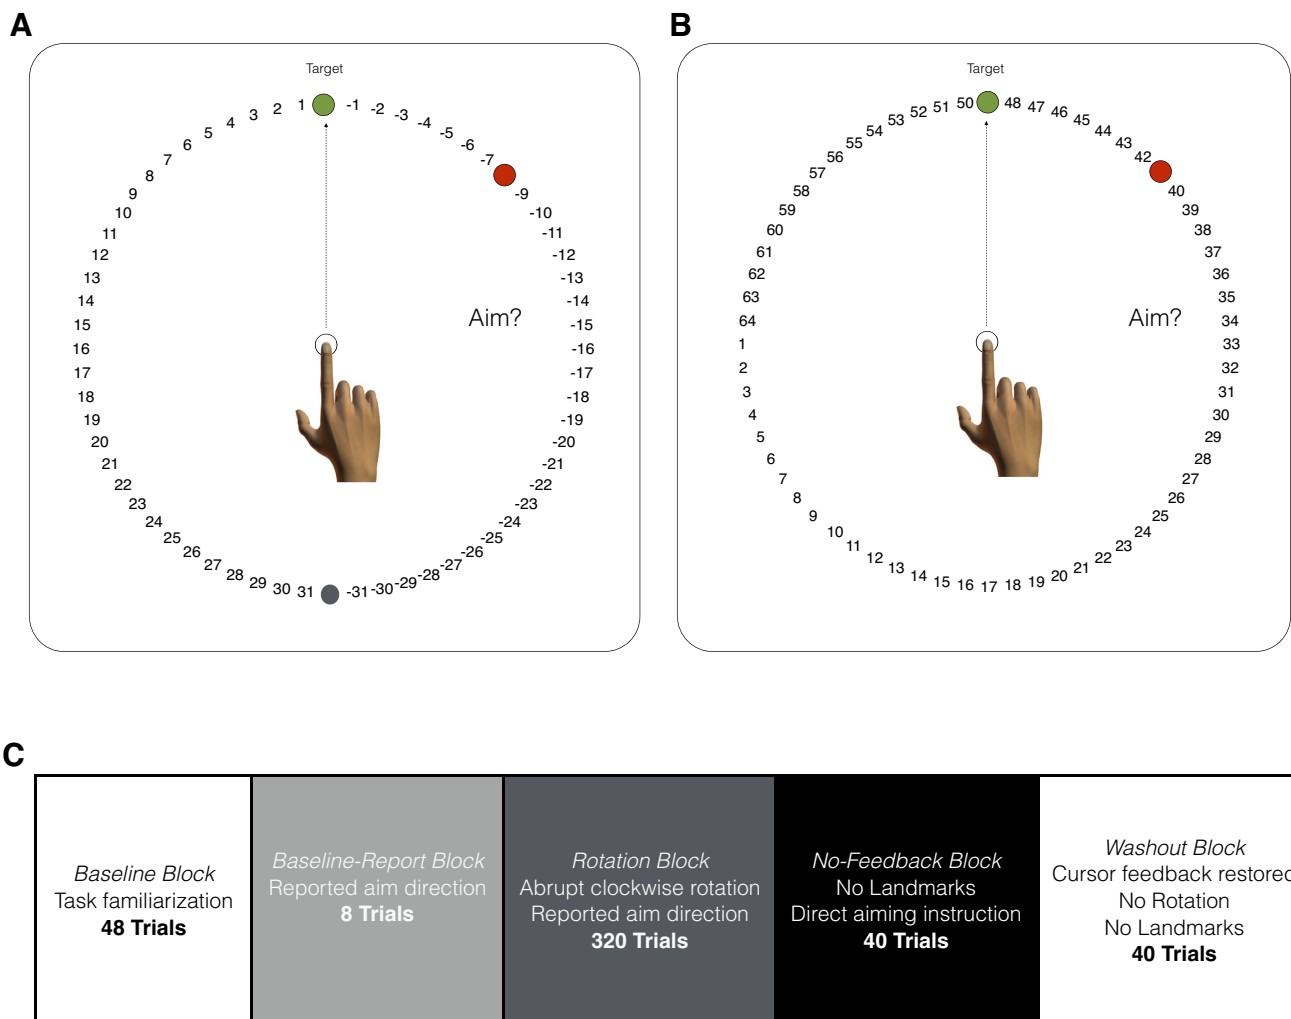 A
B
Target
Target
1 -1 -2 -3 -4 -5 -6 -7 -9 -10 -11 -12 -13 -14 -15 -16 -17 -18 -19 -20 -21 -22 -23 -24 -25 -26 -27 -28 -29 -30 -31
31 30 29 28 27 26 25 24 23 22 21 20 19 18 17 16 15 14 13 12 11 10 9 8 7 6 5 4 3 2
Aim?
50 48 47 46 45 44 43 42 40 39 38 37 36 35 34 33 32 31 30 29 28 27 26 25 24 23 22 21 20 19 18 17 16 15 14 13 12 11 10 9 8 7 6 5 4 3 2 1 64 63 62 61 60 59 58 57 56 55 54 53 52 51
Aim?
C
Baseline Block
Task familiarization
48 Trials
Baseline-Report Block
Reported aim direction
8 Trials
Rotation Block
Abrupt clockwise rotation
Reported aim direction
320 Trials
No-Feedback Block
No Landmarks
Direct aiming instruction
40 Trials
Washout Block
Cursor feedback restored
No Rotation
No Landmarks
40 Trials